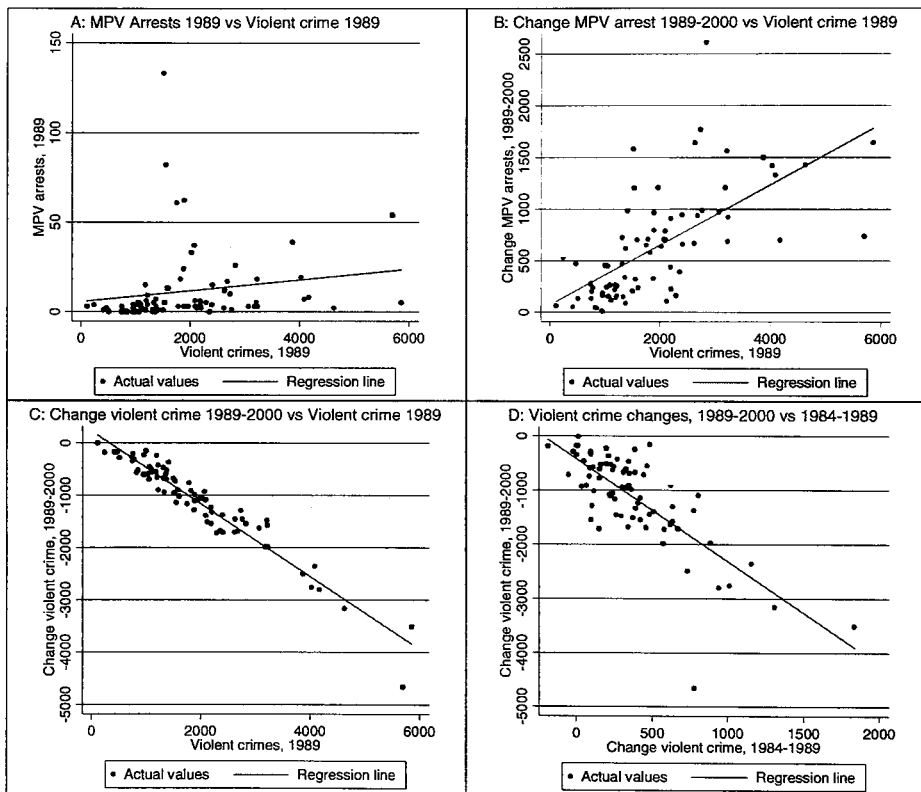 A: MPV Arrests 1989 vs Violent crime 1989
MPV arrests, 1989
150
100
50
0
0 2000 4000 6000
Violent crimes, 1989
Actual values Regression line
B: Change MPV arrest 1989-2000 vs Violent crime 1989
Change MPV arrests, 1989-2000
2500
2000
1500
1000
500
0
0 2000 4000 6000
Violent crimes, 1989
Actual values Regression line
C: Change violent crime 1989-2000 vs Violent crime 1989
Change violent crime, 1989-2000
0
-1000
-2000
-3000
-4000
-5000
0 2000 4000 6000
Violent crimes, 1989
Actual values Regression line
D: Violent crime changes, 1989-2000 vs 1984-1989
Change violent crime, 1989-2000
0
-1000
-2000
-3000
-4000
-5000
0 500 1000 1500 2000
Change violent crime, 1984-1989
Actual values Regression line